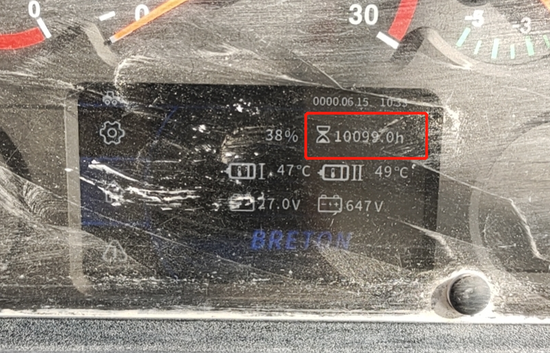 0
0
30
-5
-3
0000.06.15 10:33
38% 10099.0h
I 47°C II 49°C
27.0V 647V
BRETON